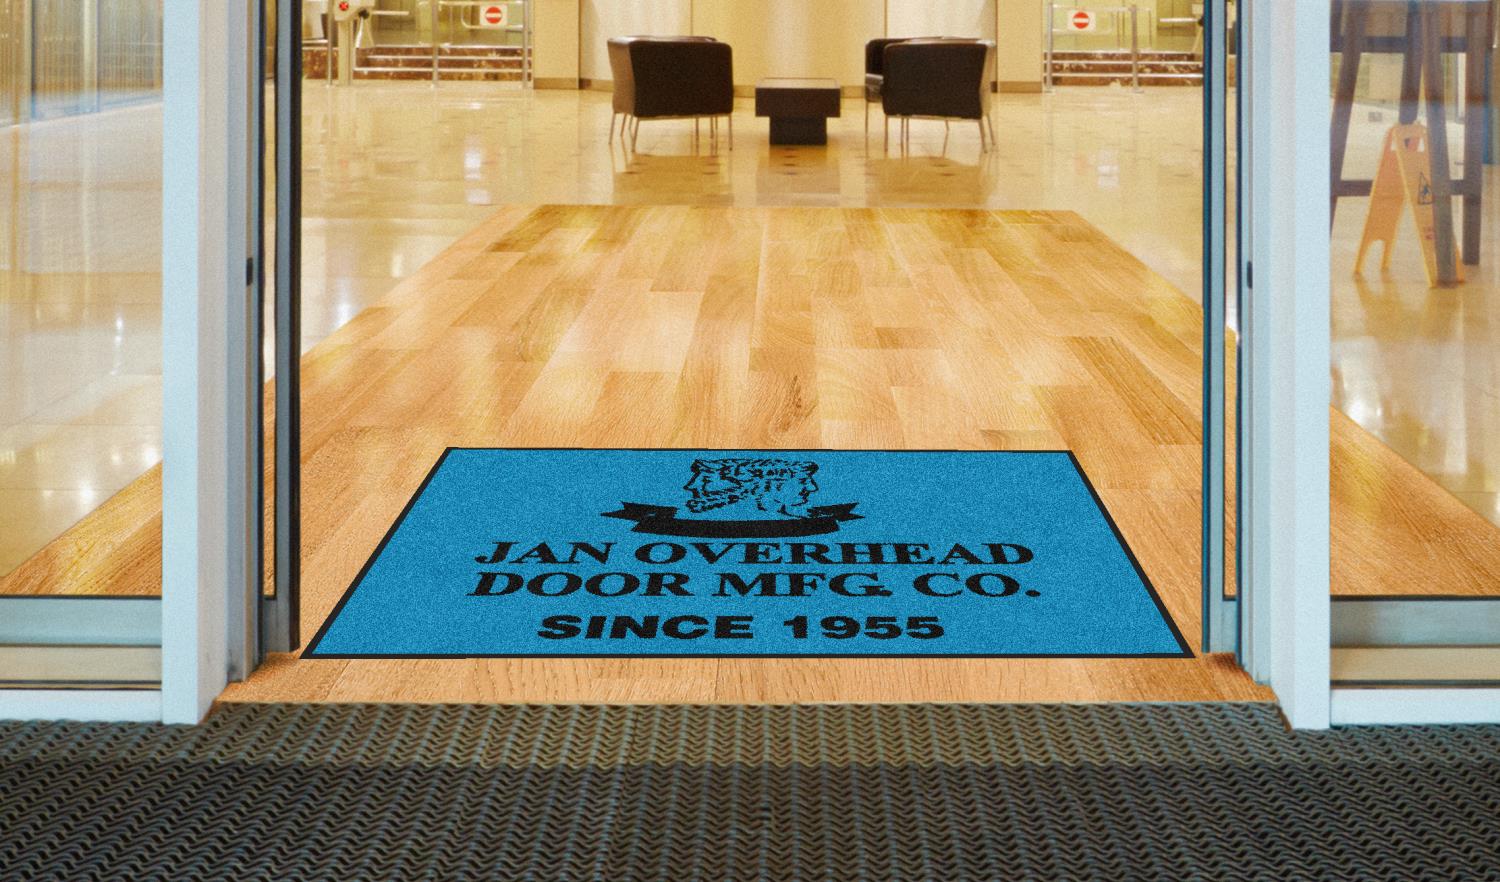 JAN OVERHEAD
DOOR MFG. CO.
SINCE 1955